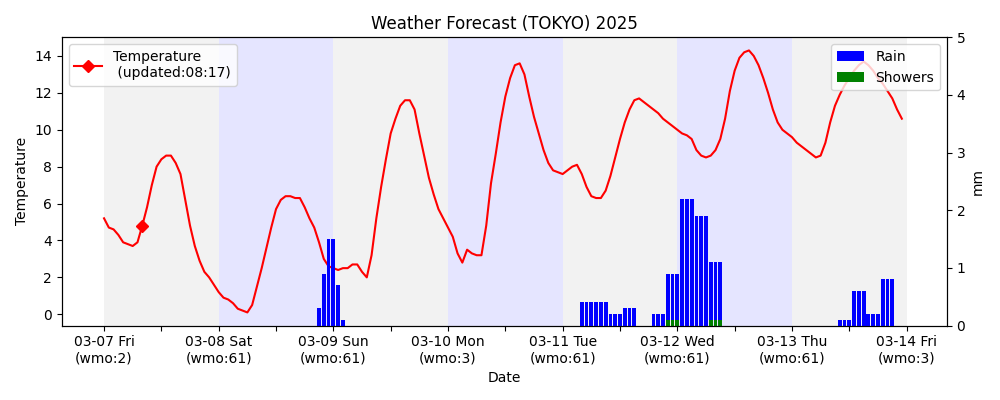 Weather Forecast (TOKYO) 2025
Temperature
(updated:08:17)
Rain
Showers
Temperature
14
12
10
8
6
4
2
0
5
4
3
2
1
0
mm
03-07 Fri
(wmo:2)
03-08 Sat
(wmo:61)
03-09 Sun
(wmo:61)
03-10 Mon
(wmo:3)
03-11 Tue
(wmo:61)
03-12 Wed
(wmo:61)
03-13 Thu
(wmo:61)
03-14 Fri
(wmo:3)
Date